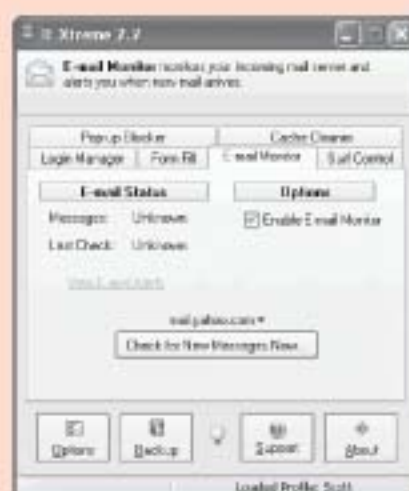 Xtreme 2.2
E-mail Monitor monitors your incoming mail server and
alerts you when new mail arrives.
Pop-up Blocker Cache Cleaner
Login Manager Form Fill E-mail Monitor Surf Control
E-mail Status Options
Messages: Unknown Enable E-mail Monitor
Last Check: Unknown
mail.yahoo.com
Check for New Messages Now...
Options Backup Support About
Loaded Profile: Scott